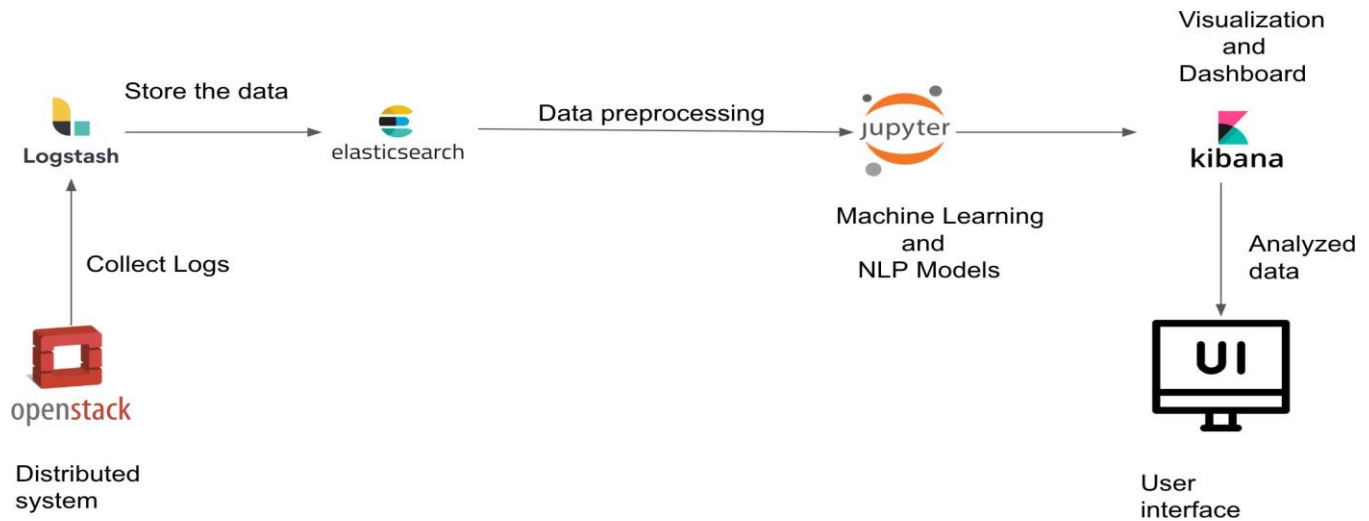 Visualization
and
Dashboard
Store the data
Data preprocessing
Logstash
elasticsearch
jupyter
kibana
Machine Learning
and
NLP Models
Collect Logs
Analyzed
data
UI
openstack
Distributed
system
User
interface